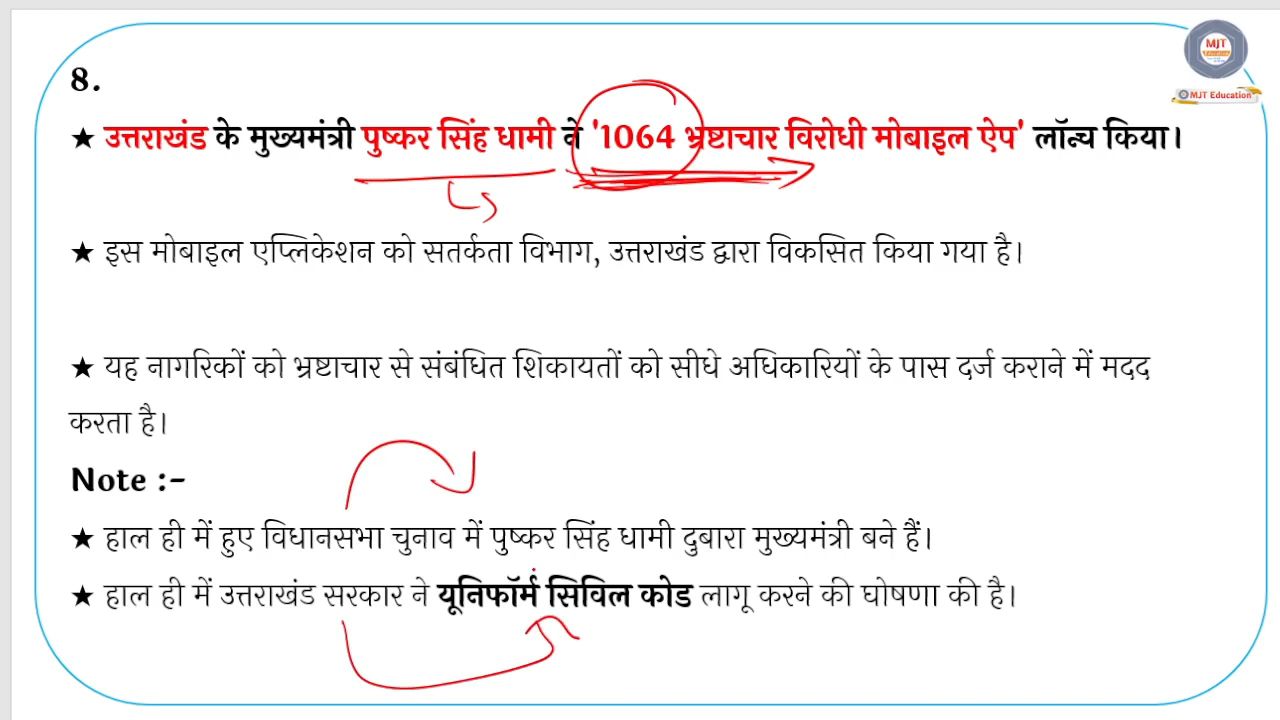 MJT
Education
MJT Education
8.
★ उत्तराखंड के मुख्यमंत्री पुष्कर सिंह धामी ने '1064 भ्रष्टाचार विरोधी मोबाइल ऐप' लॉन्च किया।
★ इस मोबाइल एप्लिकेशन को सतर्कता विभाग, उत्तराखंड द्वारा विकसित किया गया है।
★ यह नागरिकों को भ्रष्टाचार से संबंधित शिकायतों को सीधे अधिकारियों के पास दर्ज कराने में मदद
करता है।
Note :-
★ हाल ही में हुए विधानसभा चुनाव में पुष्कर सिंह धामी दुबारा मुख्यमंत्री बने हैं।
★ हाल ही में उत्तराखंड सरकार ने यूनिफॉर्म सिविल कोड लागू करने की घोषणा की है।